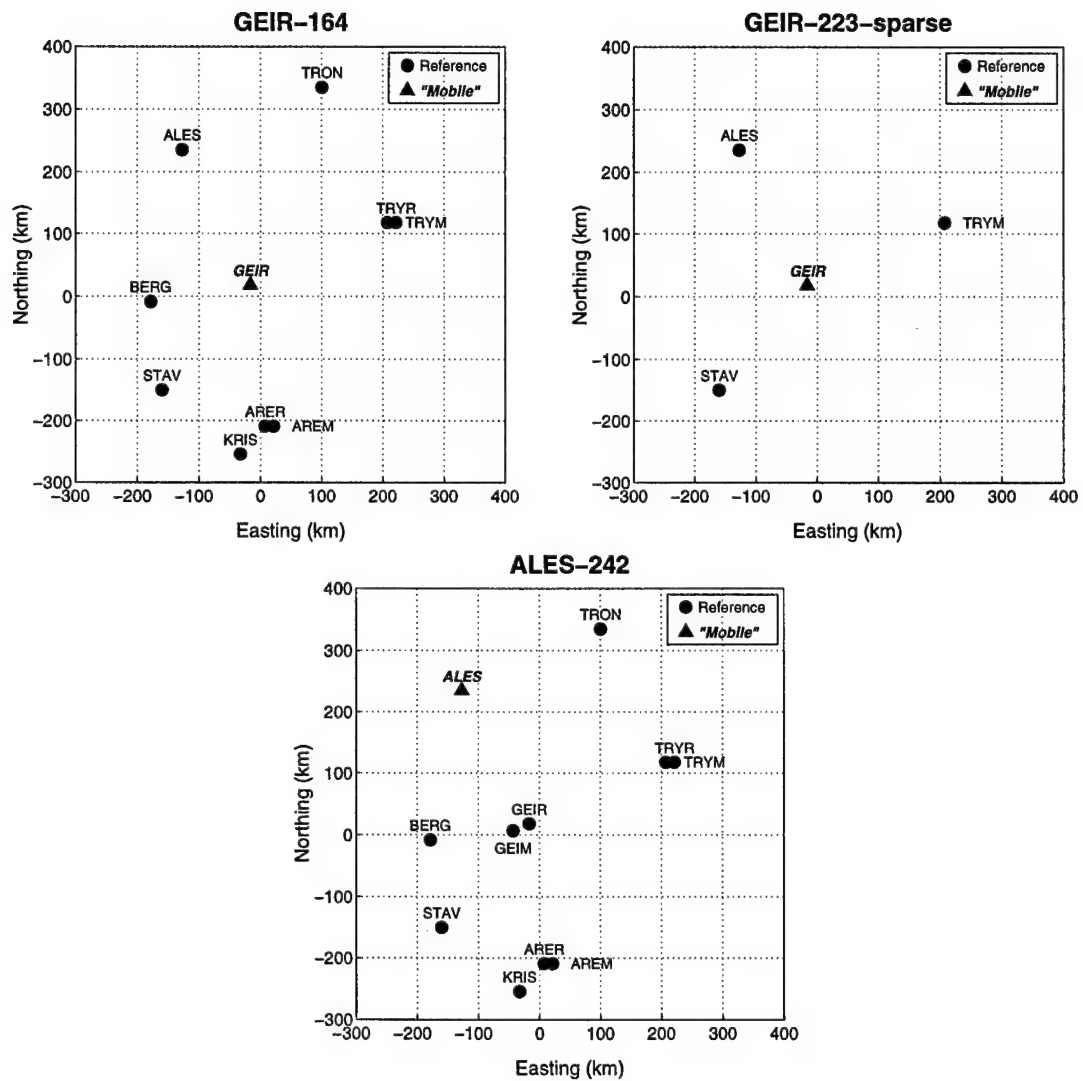 GEIR–164
400
300
200
100
0
−100
−200
−300
Northing (km)
Reference
"Mobile"
TRON
ALES
TRYR
TRYM
GEIR
BERG
STAV
ARER
AREM
KRIS
−300 −200 −100 0 100 200 300 400
Easting (km)
GEIR–223–sparse
400
300
200
100
0
−100
−200
−300
Northing (km)
Reference
"Mobile"
ALES
TRYM
GEIR
STAV
−300 −200 −100 0 100 200 300 400
Easting (km)
ALES–242
400
300
200
100
0
−100
−200
−300
Northing (km)
Reference
"Mobile"
TRON
ALES
TRYR
TRYM
GEIR
BERG
GEIM
STAV
ARER
AREM
KRIS
−300 −200 −100 0 100 200 300 400
Easting (km)